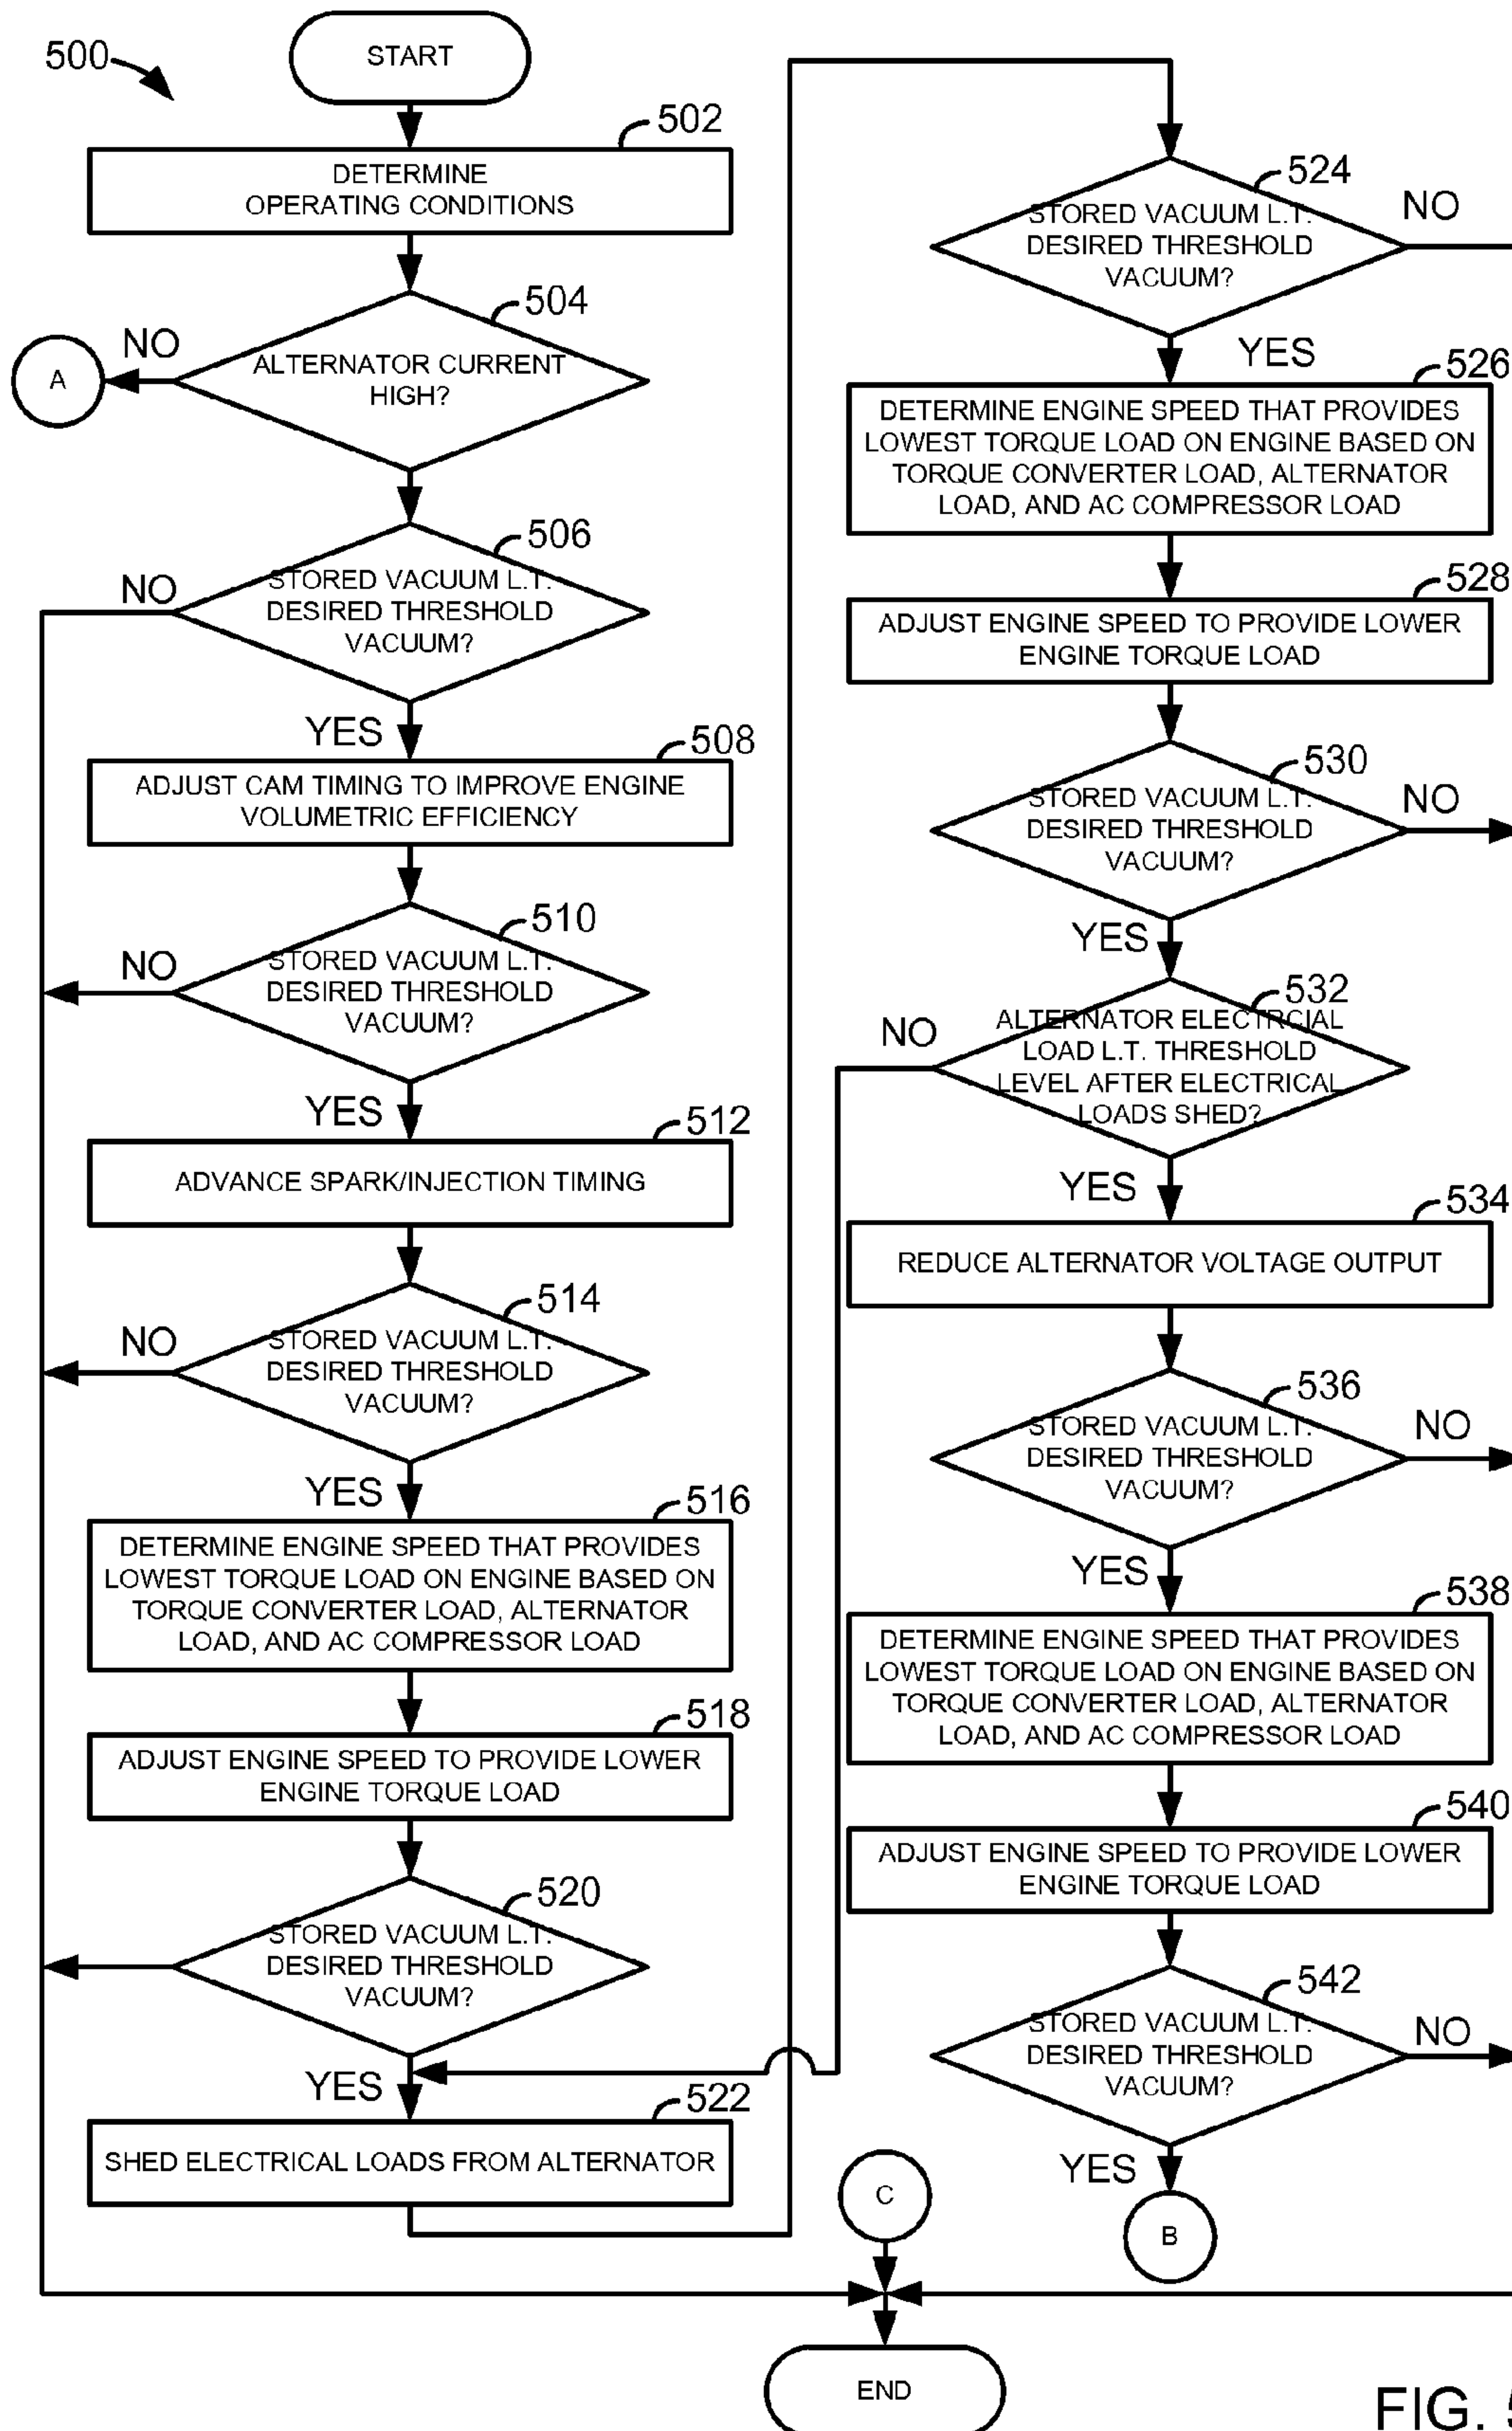 500
START
502
DETERMINE
OPERATING CONDITIONS
504
NO
A
ALTERNATOR CURRENT
HIGH?
506
NO
STORED VACUUM L.T.
DESIRED THRESHOLD
VACUUM?
YES
508
ADJUST CAM TIMING TO IMPROVE ENGINE
VOLUMETRIC EFFICIENCY
510
NO
STORED VACUUM L.T.
DESIRED THRESHOLD
VACUUM?
YES
512
ADVANCE SPARK/INJECTION TIMING
514
NO
STORED VACUUM L.T.
DESIRED THRESHOLD
VACUUM?
YES
516
DETERMINE ENGINE SPEED THAT PROVIDES
LOWEST TORQUE LOAD ON ENGINE BASED ON
TORQUE CONVERTER LOAD, ALTERNATOR
LOAD, AND AC COMPRESSOR LOAD
518
ADJUST ENGINE SPEED TO PROVIDE LOWER
ENGINE TORQUE LOAD
520
STORED VACUUM L.T.
DESIRED THRESHOLD
VACUUM?
YES
522
SHED ELECTRICAL LOADS FROM ALTERNATOR
524
NO
STORED VACUUM L.T.
DESIRED THRESHOLD
VACUUM?
YES
526
DETERMINE ENGINE SPEED THAT PROVIDES
LOWEST TORQUE LOAD ON ENGINE BASED ON
TORQUE CONVERTER LOAD, ALTERNATOR
LOAD, AND AC COMPRESSOR LOAD
528
ADJUST ENGINE SPEED TO PROVIDE LOWER
ENGINE TORQUE LOAD
530
NO
STORED VACUUM L.T.
DESIRED THRESHOLD
VACUUM?
YES
532
NO
ALTERNATOR ELECTRCIAL
LOAD L.T. THRESHOLD
LEVEL AFTER ELECTRICAL
LOADS SHED?
YES
534
REDUCE ALTERNATOR VOLTAGE OUTPUT
536
NO
STORED VACUUM L.T.
DESIRED THRESHOLD
VACUUM?
YES
538
DETERMINE ENGINE SPEED THAT PROVIDES
LOWEST TORQUE LOAD ON ENGINE BASED ON
TORQUE CONVERTER LOAD, ALTERNATOR
LOAD, AND AC COMPRESSOR LOAD
540
ADJUST ENGINE SPEED TO PROVIDE LOWER
ENGINE TORQUE LOAD
542
NO
STORED VACUUM L.T.
DESIRED THRESHOLD
VACUUM?
YES
B
C
END
FIG. 5